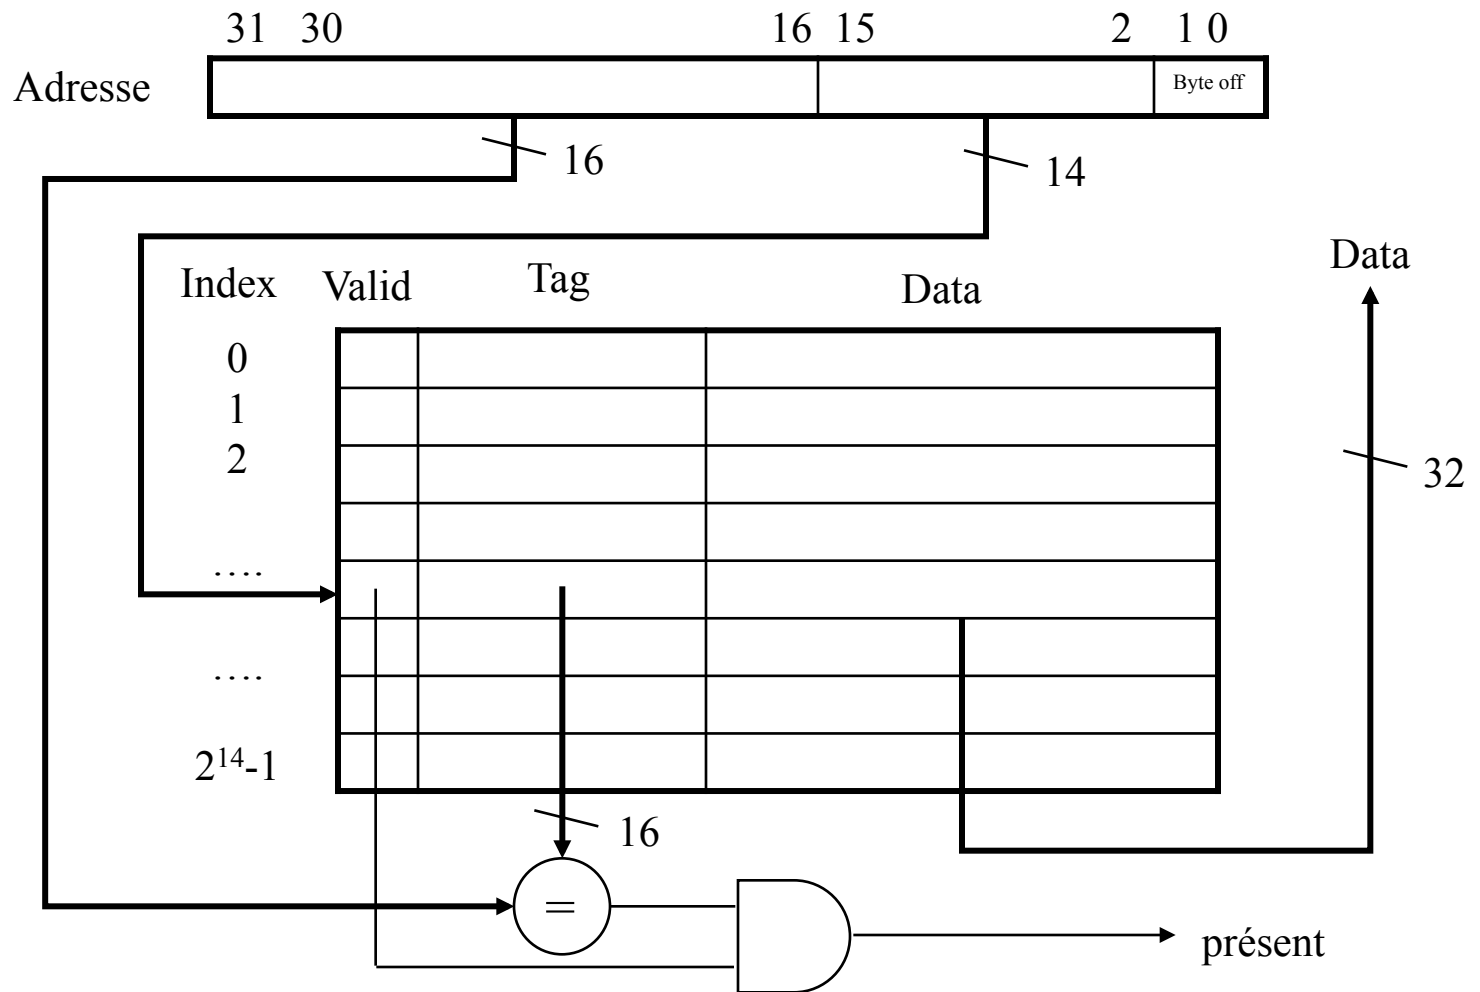 31 30 16 15 2 1 0
Adresse
Byte off
16
14
Data
Index Valid Tag Data
0
1
2
32
....
....
2¹⁴-1
16
=
présent